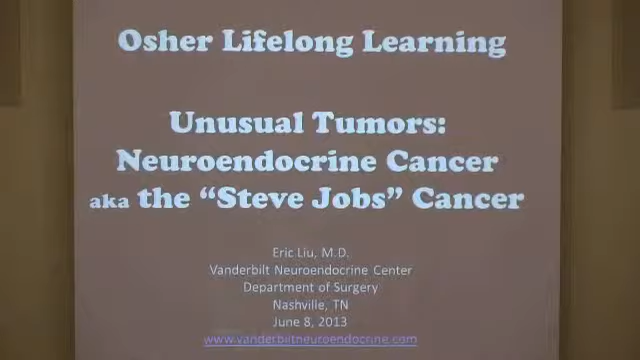 Osher Lifelong Learning
Unusual Tumors:
Neuroendocrine Cancer
aka the “Steve Jobs” Cancer
Eric Liu, M.D.
Vanderbilt Neuroendocrine Center
Department of Surgery
Nashville, TN
June 8, 2013
www.vanderbiltneuroendocrine.com